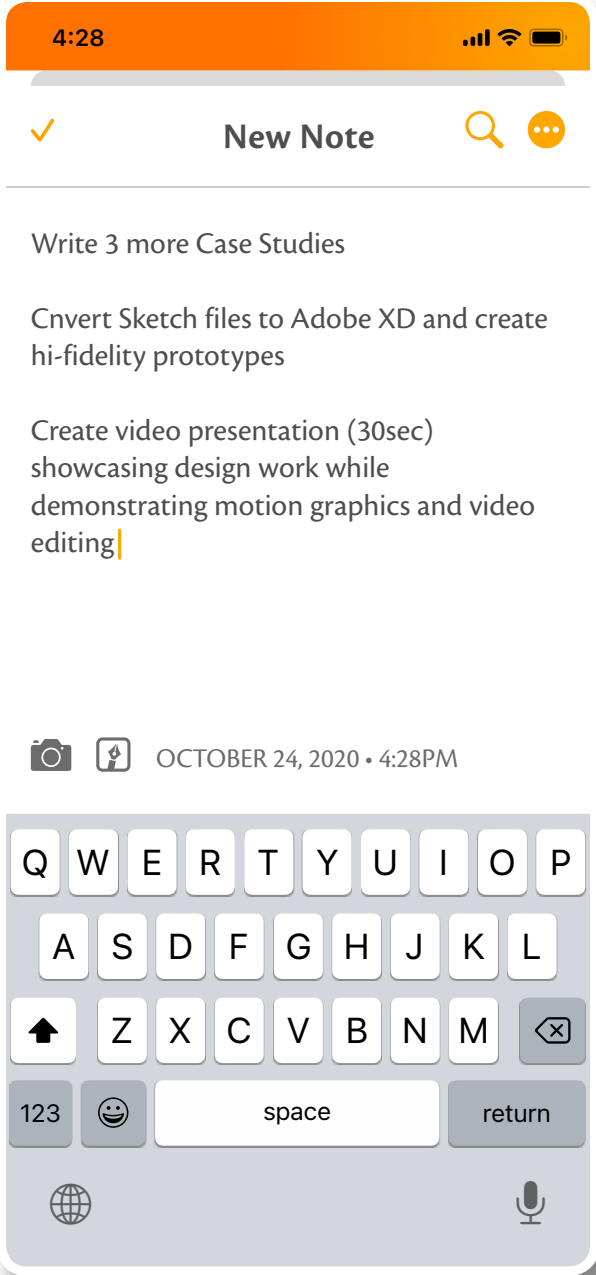 4:28
New Note
Write 3 more Case Studies
Cnvert Sketch files to Adobe XD and create
hi-fidelity prototypes
Create video presentation (30sec)
showcasing design work while
demonstrating motion graphics and video
editing
OCTOBER 24, 2020 • 4:28PM
Q W E R T Y U I O P
A S D F G H J K L
Z X C V B N M
123 space return